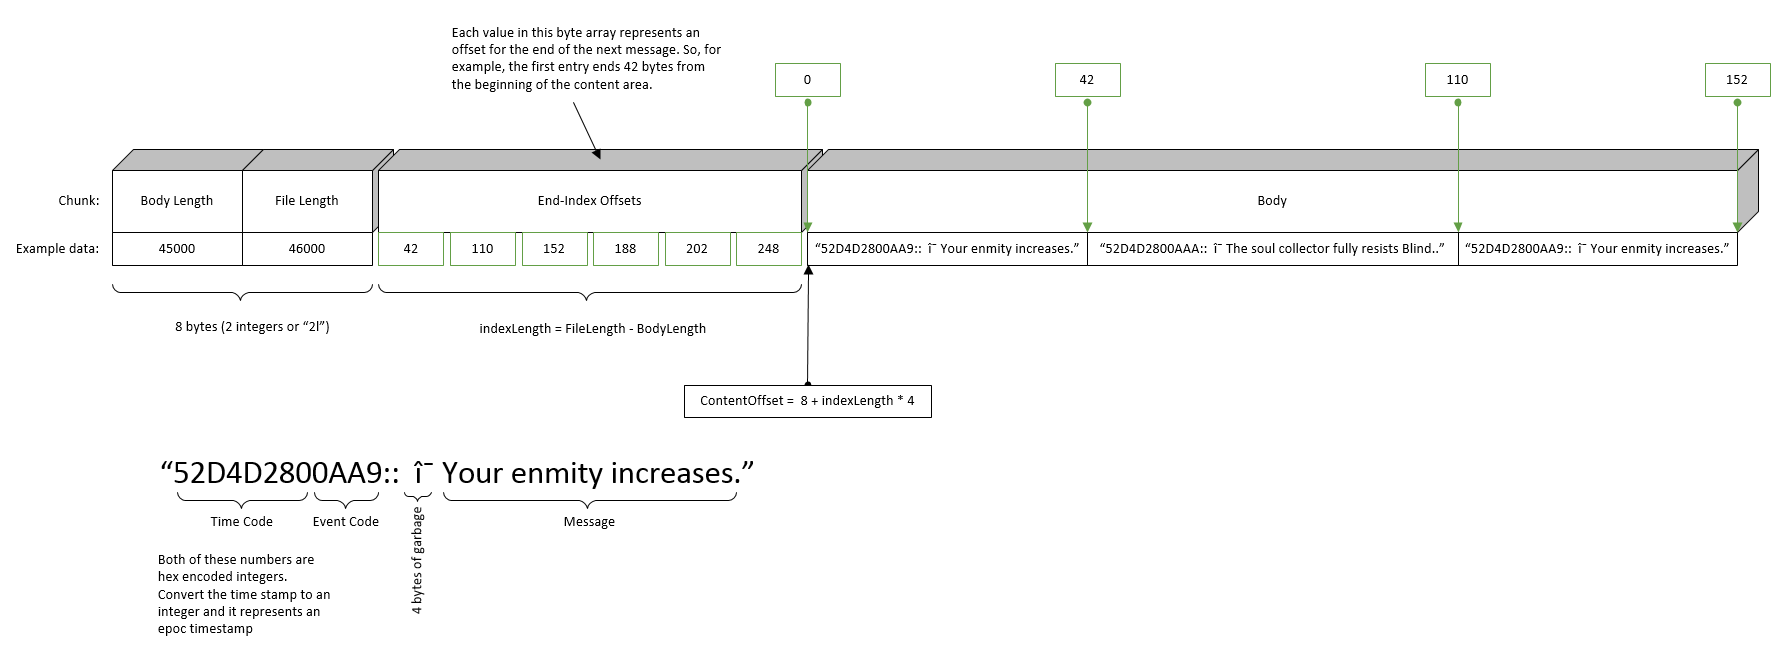 Each value in this byte array represents an
offset for the end of the next message. So, for
example, the first entry ends 42 bytes from
the beginning of the content area.
0
42
110
152
Chunk:
Body Length
File Length
End-Index Offsets
Body
Example data:
45000
46000
42
110
152
188
202
248
“52D4D2800AA9::  î¯ Your enmity increases.”
“52D4D2800AAA::  î¯ The soul collector fully resists Blind..”
“52D4D2800AA9::  î¯ Your enmity increases.”
8 bytes (2 integers or “2l”)
indexLength = FileLength - BodyLength
ContentOffset =  8 + indexLength * 4
“52D4D2800AA9::  î¯ Your enmity increases.”
Time Code
Event Code
4 bytes of garbage
Message
Both of these numbers are
hex encoded integers.
Convert the time stamp to an
integer and it represents an
epoc timestamp